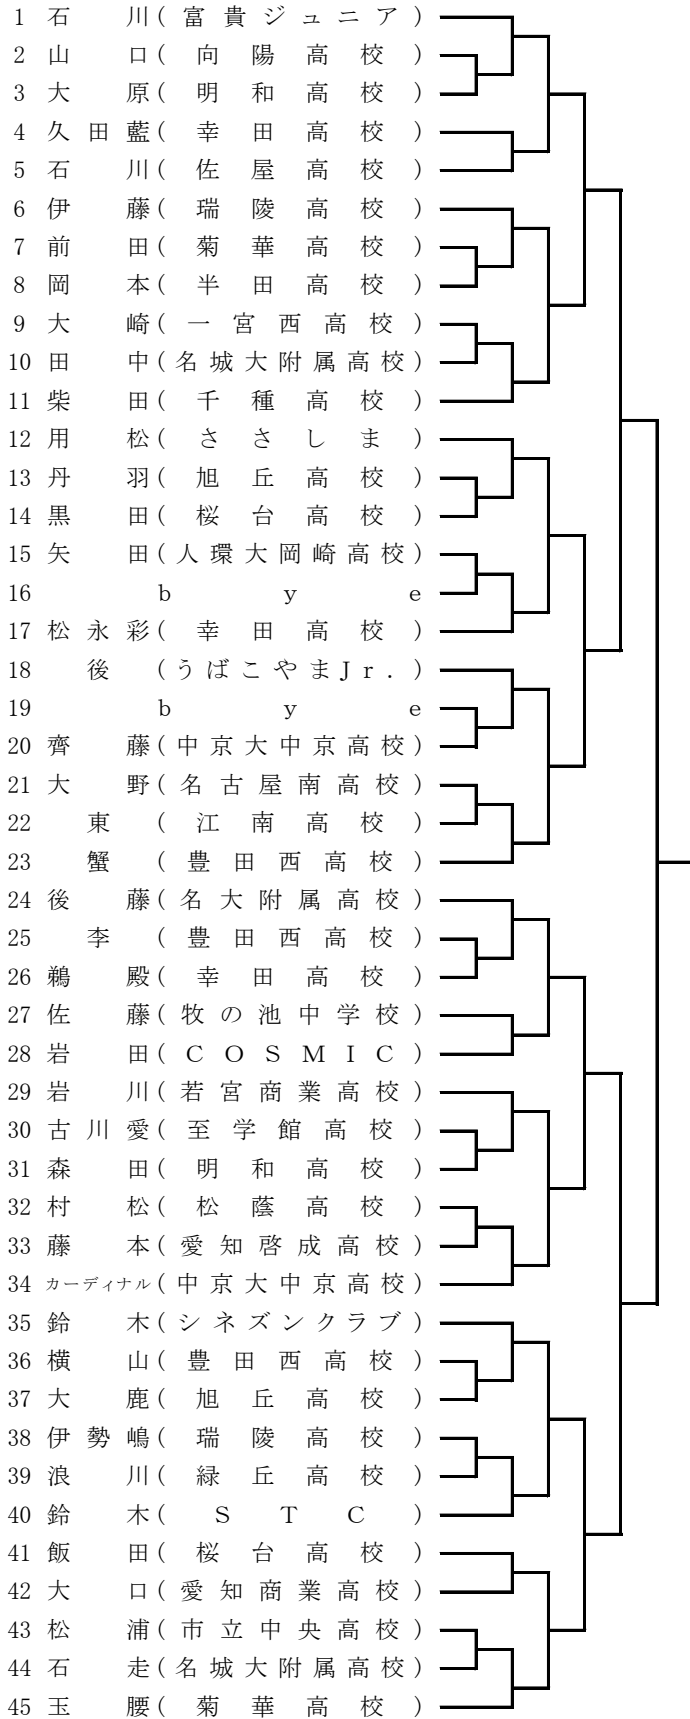 1 石川(富貴ジュニア)
2 山口(向陽高校)
3 大原(明和高校)
4 久田藍(幸田高校)
5 石川(佐屋高校)
6 伊藤(瑞陵高校)
7 前田(菊華高校)
8 岡本(半田高校)
9 大崎(一宮西高校)
10 田中(名城大附属高校)
11 柴田(千種高校)
12 用松(ささしま)
13 丹羽(旭丘高校)
14 黒田(桜台高校)
15 矢田(人環大岡崎高校)
16 bye
17 松永彩(幸田高校)
18 後(うばこやまJr.)
19 bye
20 齊藤(中京大中京高校)
21 大野(名古屋南高校)
22 東(江南高校)
23 蟹(豊田西高校)
24 後藤(名大附属高校)
25 李(豊田西高校)
26 鵜殿(幸田高校)
27 佐藤(牧の池中学校)
28 岩田(COSMIC)
29 岩川(若宮商業高校)
30 古川愛(至学館高校)
31 森田(明和高校)
32 村松(松蔭高校)
33 藤本(愛知啓成高校)
34 カーディナル(中京大中京高校)
35 鈴木(シネズンクラブ)
36 横山(豊田西高校)
37 大鹿(旭丘高校)
38 伊勢嶋(瑞陵高校)
39 浪川(緑丘高校)
40 鈴木(STC)
41 飯田(桜台高校)
42 大口(愛知商業高校)
43 松浦(市立中央高校)
44 石走(名城大附属高校)
45 玉腰(菊華高校)